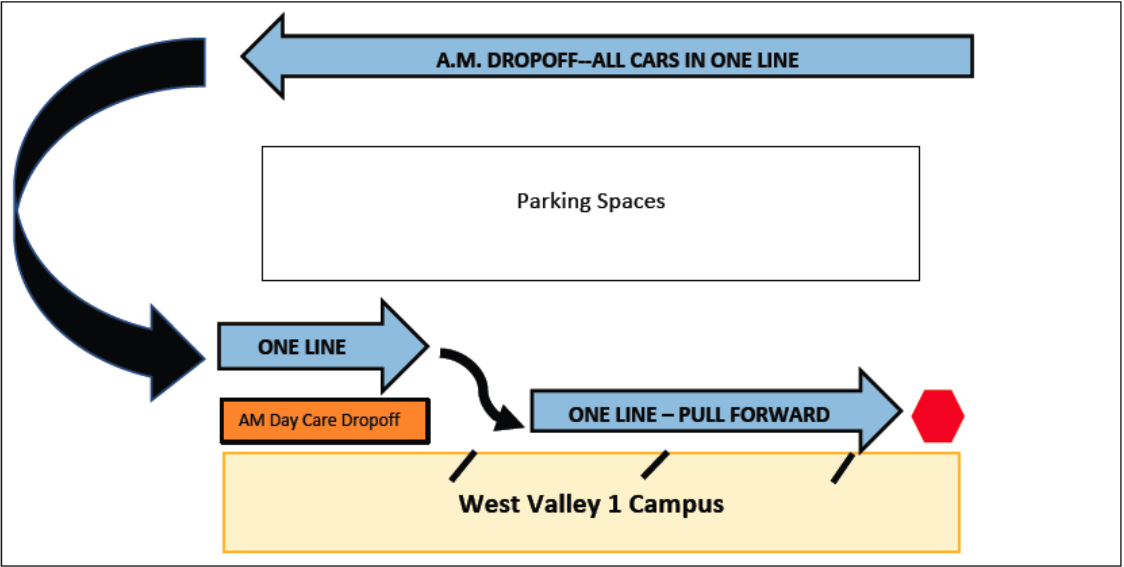 A.M. DROPOFF--ALL CARS IN ONE LINE
Parking Spaces
ONE LINE
ONE LINE – PULL FORWARD
AM Day Care Dropoff
West Valley 1 Campus